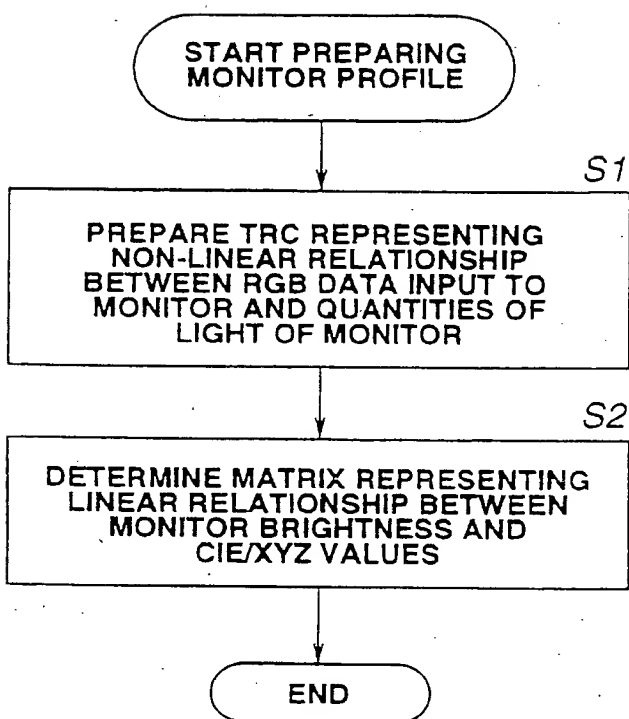 START PREPARING
MONITOR PROFILE
S1
PREPARE TRC REPRESENTING
NON-LINEAR RELATIONSHIP
BETWEEN RGB DATA INPUT TO
MONITOR AND QUANTITIES OF
LIGHT OF MONITOR
S2
DETERMINE MATRIX REPRESENTING
LINEAR RELATIONSHIP BETWEEN
MONITOR BRIGHTNESS AND
CIE/XYZ VALUES
END